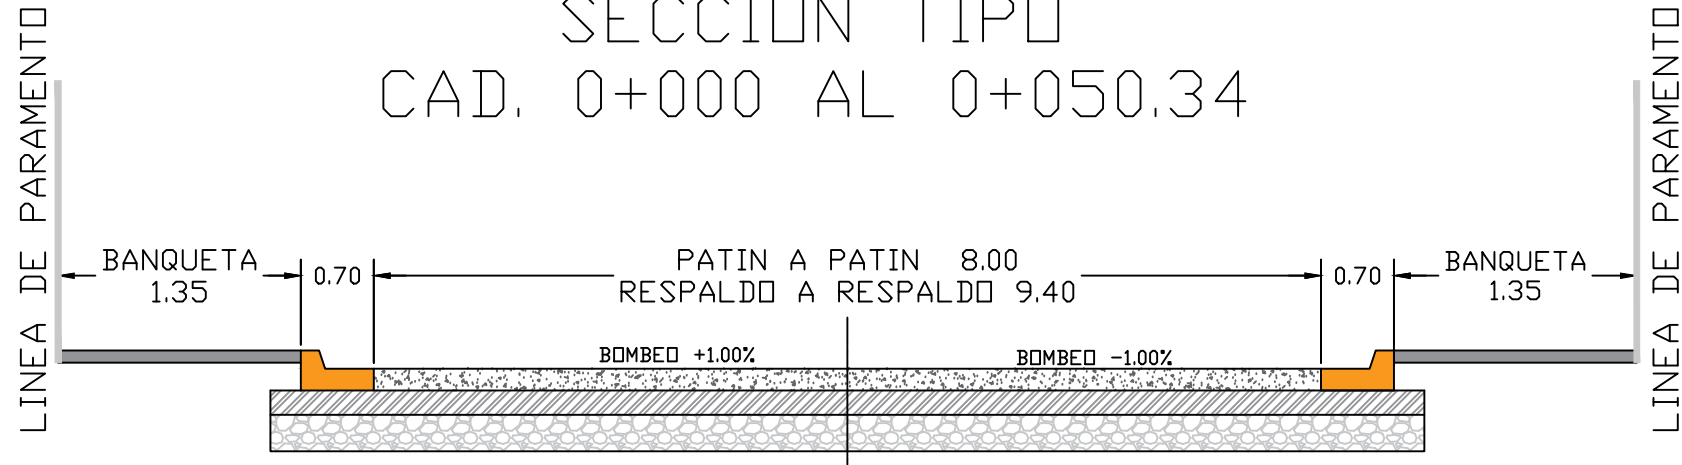 SECCION TIPO
CAD. 0+000 AL 0+050.34
LINEA DE PARAMENTO
BANQUETA
1.35
0.70
PATIN A PATIN 8.00
RESPALDO A RESPALDO 9.40
0.70
BANQUETA
1.35
LINEA DE PARAMENTO
BOMBEO +1.00%
BOMBEO -1.00%